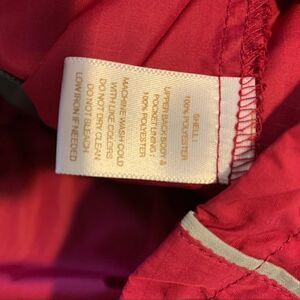 SHELL:
100% POLYESTER
UPPER BACK BODY &
POCKET LINING:
100% POLYESTER
MACHINE WASH COLD
WITH LIKE COLORS
DO NOT DRY CLEAN
DO NOT BLEACH
LOW IRON IF NEEDED